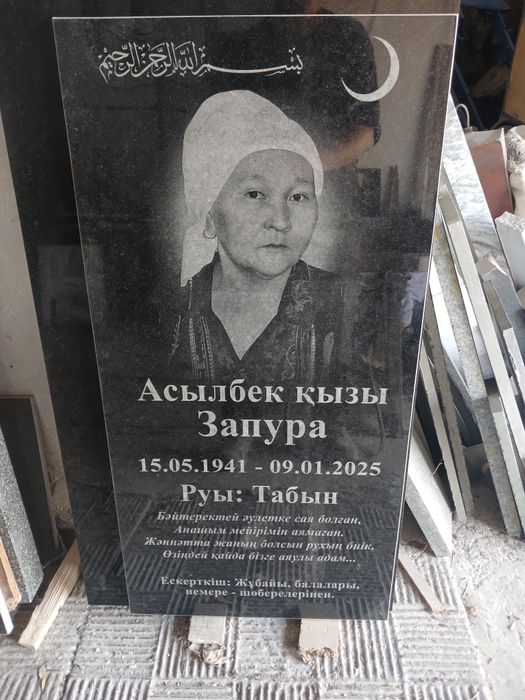 بسم الله الرحمن الرحيم
Асылбек қызы
Запура
15.05.1941 - 09.01.2025
Руы: Табын
Бәйтеректей әулетке сая болған,
Анашым мейірімін аямаған.
Жәннәтта жаның болсын рухың биік,
Өзіңдей қайда бізге аяулы адам...
Ескерткіш: Жұбайы, балалары,
немере - шөберелерінен.